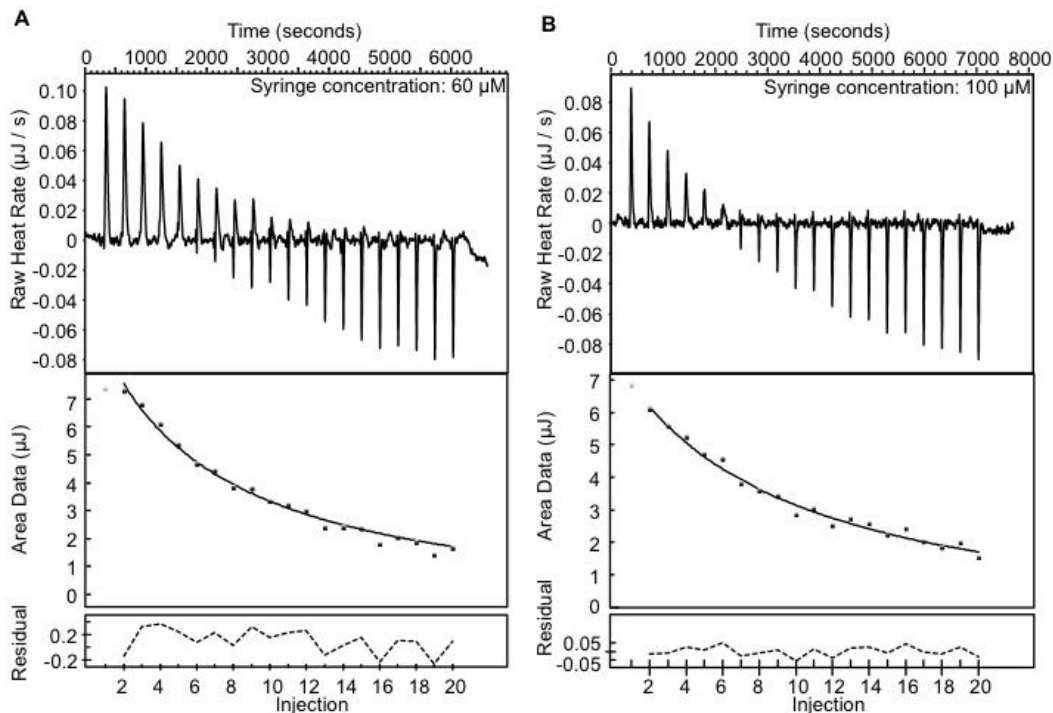 A
Time (seconds)
0 1000 2000 3000 4000 5000 6000
Syringe concentration: 60 µM
Raw Heat Rate (µJ / s)
0.10
0.08
0.06
0.04
0.02
0
-0.02
-0.04
-0.06
-0.08
Area Data (µJ)
7
6
5
4
3
2
1
0
Residual
0.2
-0.2
2 4 6 8 10 12 14 16 18 20
Injection
B
Time (seconds)
0 1000 2000 3000 4000 5000 6000 7000 8000
Syringe concentration: 100 µM
Raw Heat Rate (µJ / s)
0.08
0.06
0.04
0.02
0.00
0.02
0.04
0.06
0.08
Area Data (µJ)
7
6
5
4
3
2
1
0
Residual
0.05
-0.05
2 4 6 8 10 12 14 16 18 20
Injection